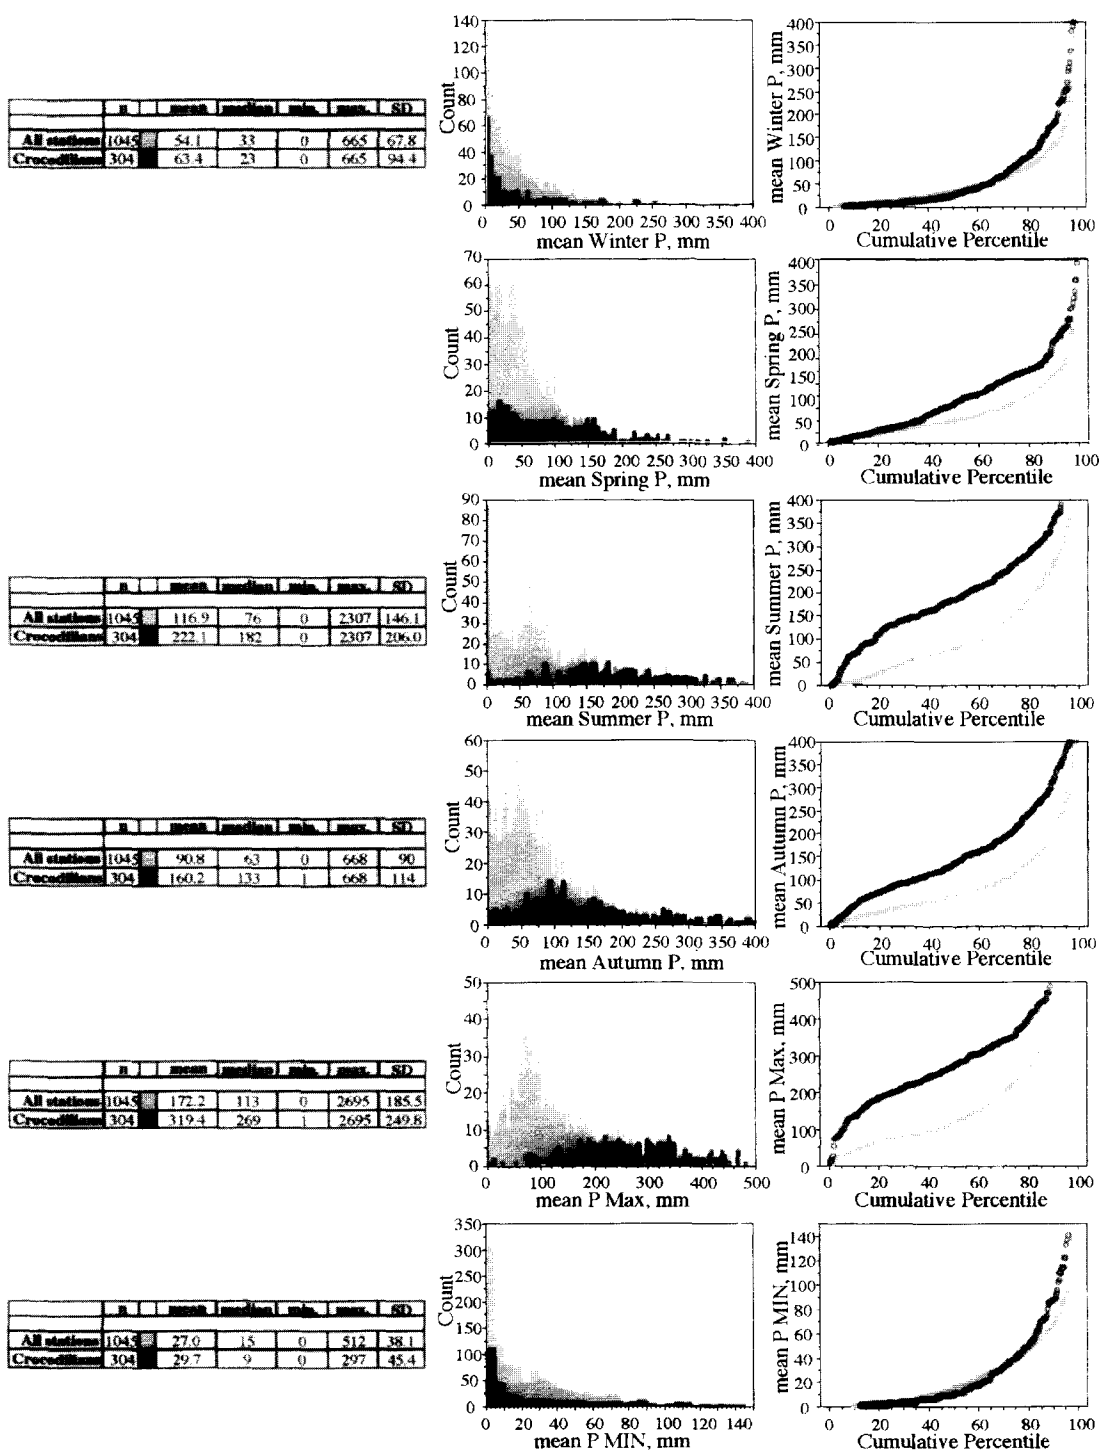 n mean median min. max. SD
All stations 1045 54.1 33 0 665 67.8
Crocodilians 304 63.4 23 0 665 94.4
140
120
100
80
60
40
20
0
Count
0 50 100 150 200 250 300 350 400
mean Winter P, mm
400
350
300
250
200
150
100
50
0
mean Winter P, mm
0 20 40 60 80 100
Cumulative Percentile
70
60
50
40
30
20
10
0
Count
0 50 100 150 200 250 300 350 400
mean Spring P, mm
400
350
300
250
200
150
100
50
0
mean Spring P, mm
0 20 40 60 80 100
Cumulative Percentile
n mean median min. max. SD
All stations 1045 116.9 76 0 2307 146.1
Crocodilians 304 222.1 182 0 2307 206.0
90
80
70
60
50
40
30
20
10
0
Count
0 50 100 150 200 250 300 350 400
mean Summer P, mm
400
350
300
250
200
150
100
50
0
mean Summer P, mm
0 20 40 60 80 100
Cumulative Percentile
n mean median min. max. SD
All stations 1045 90.8 63 0 668 90
Crocodilians 304 160.2 133 1 668 114
60
50
40
30
20
10
0
Count
0 50 100 150 200 250 300 350 400
mean Autumn P, mm
400
350
300
250
200
150
100
50
0
mean Autumn P, mm
0 20 40 60 80 100
Cumulative Percentile
n mean median min. max. SD
All stations 1045 172.2 113 0 2695 185.5
Crocodilians 304 319.4 269 1 2695 249.8
50
40
30
20
10
0
Count
0 100 200 300 400 500
mean P Max, mm
500
400
300
200
100
0
mean P Max, mm
0 20 40 60 80 100
Cumulative Percentile
n mean median min. max. SD
All stations 1045 27.0 15 0 512 38.1
Crocodilians 304 29.7 9 0 297 45.4
350
300
250
200
150
100
50
0
Count
0 20 40 60 80 100 120 140
mean P MIN, mm
140
120
100
80
60
40
20
0
mean P MIN, mm
0 20 40 60 80 100
Cumulative Percentile